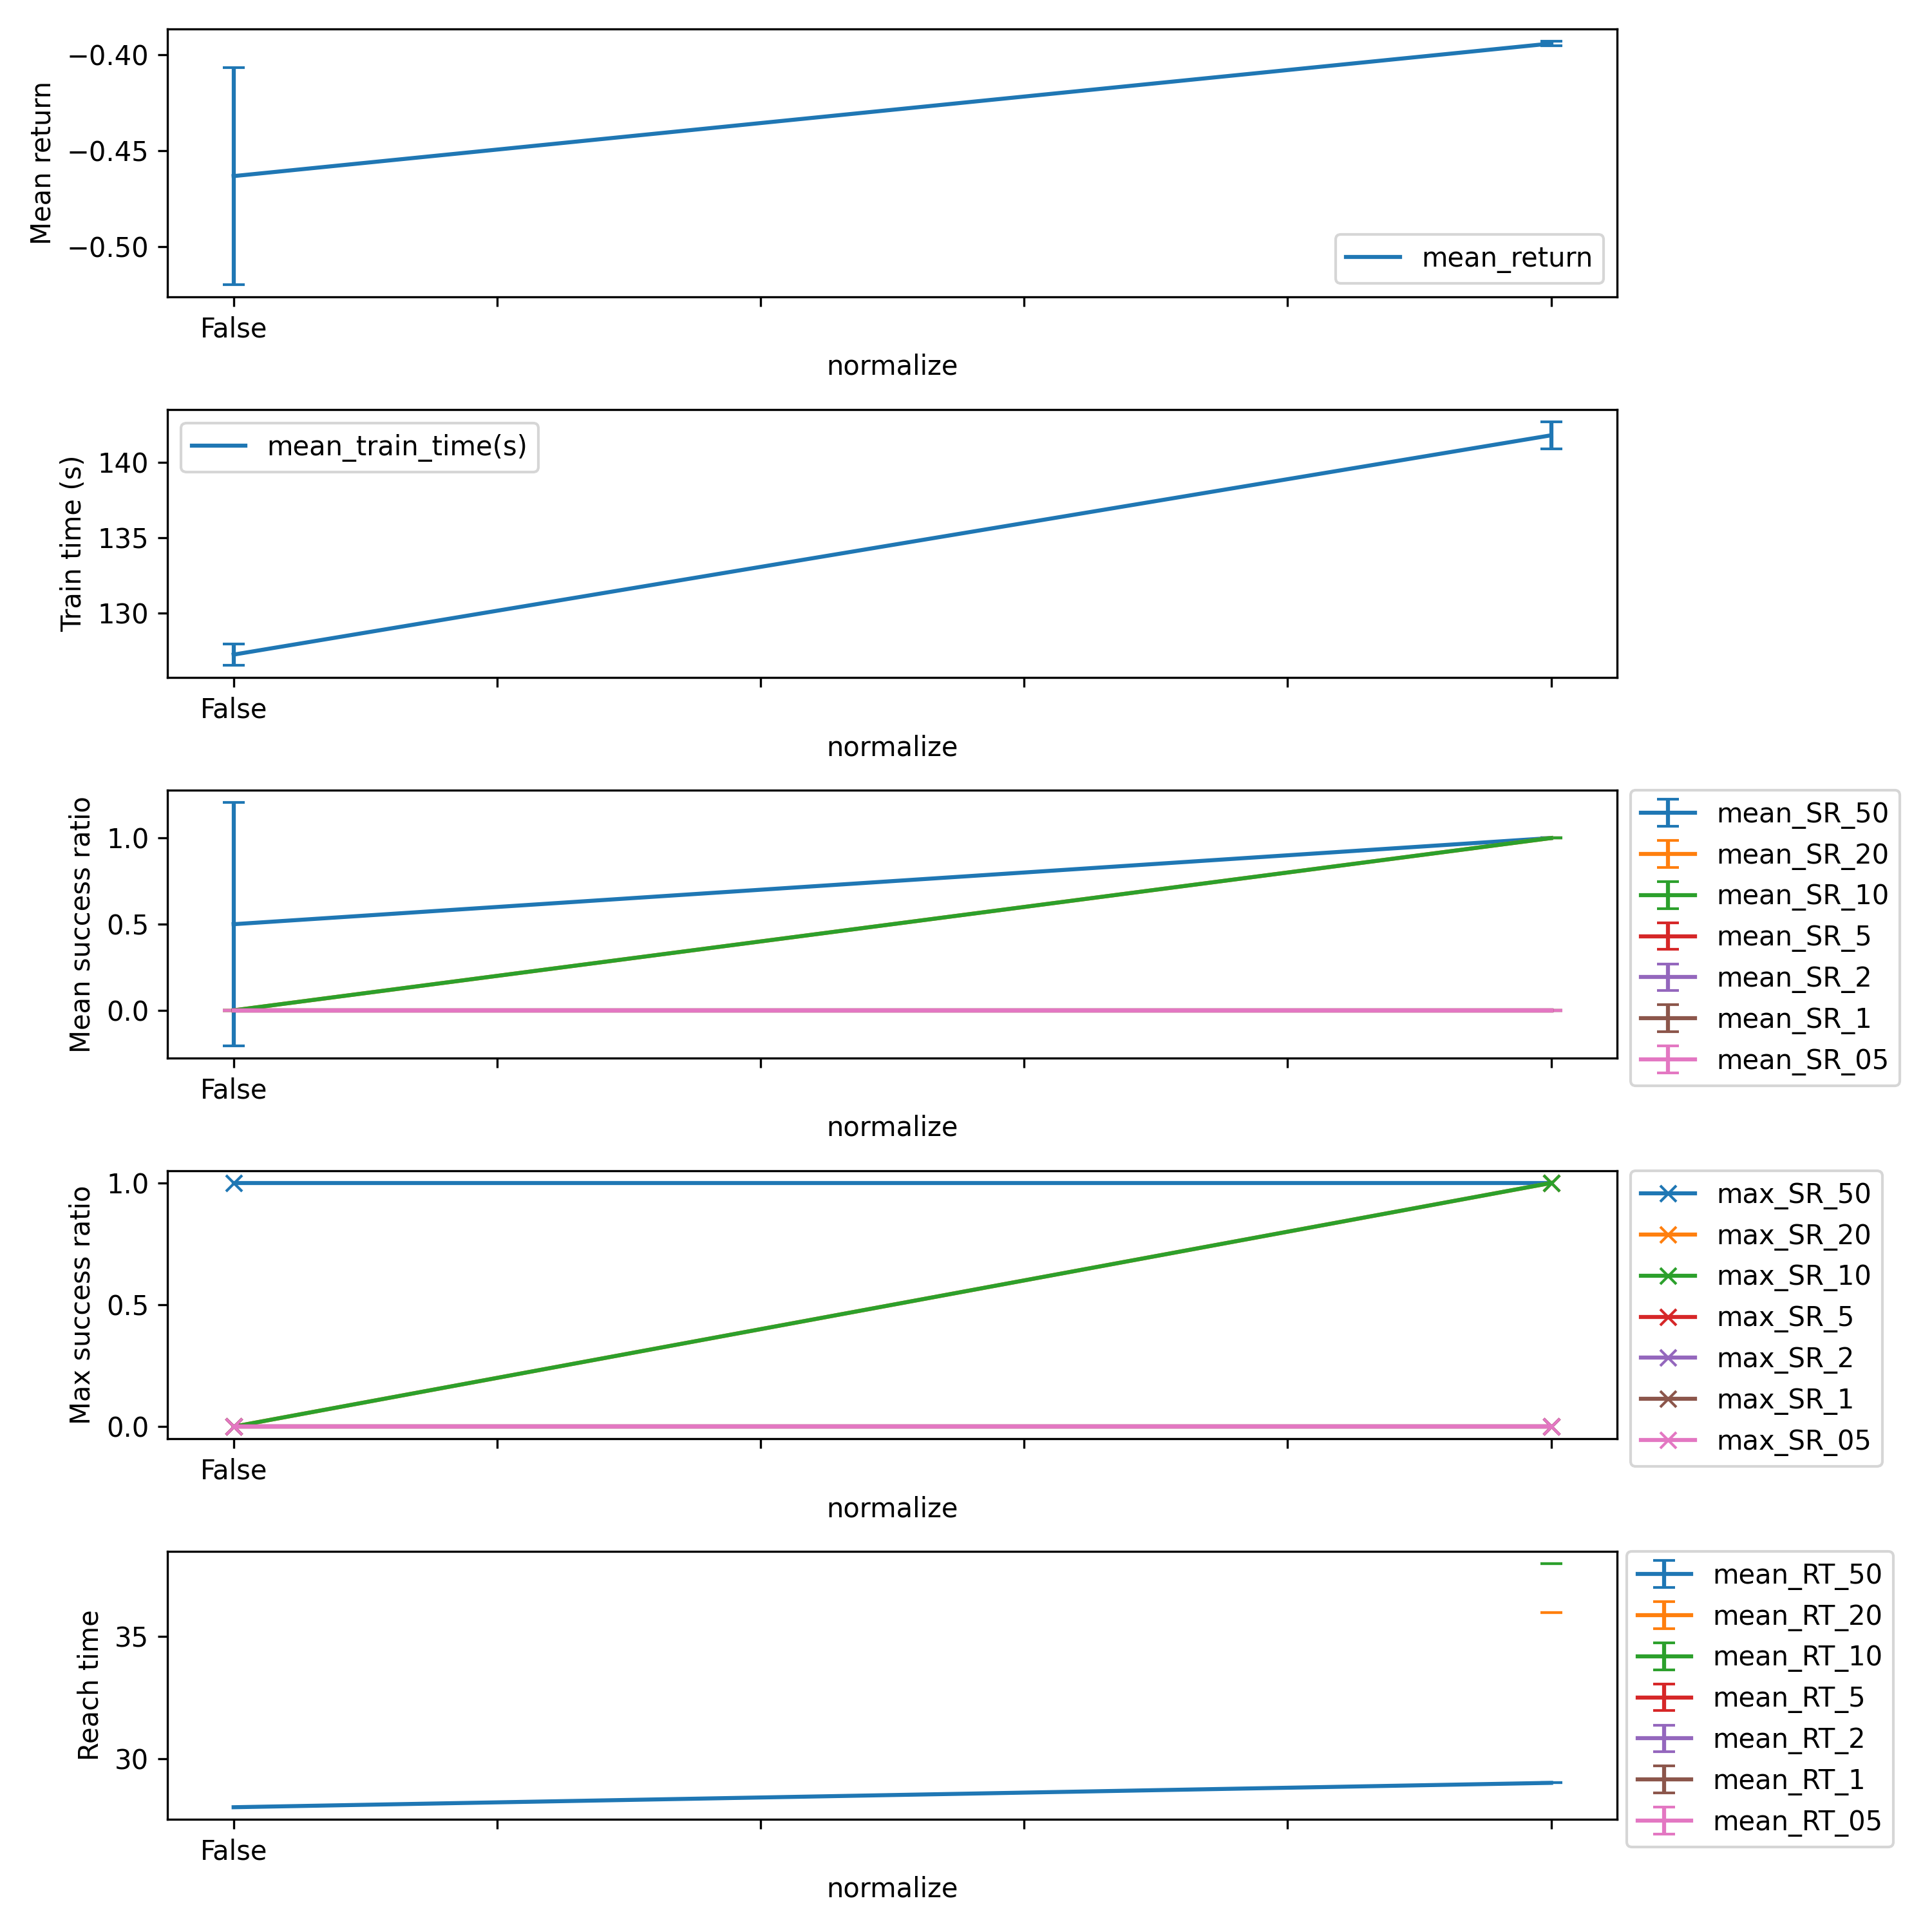 Mean return
−0.40
−0.45
−0.50
mean_return
False
normalize
Train time (s)
140
135
130
mean_train_time(s)
False
normalize
Mean success ratio
1.0
0.5
0.0
mean_SR_50
mean_SR_20
mean_SR_10
mean_SR_5
mean_SR_2
mean_SR_1
mean_SR_05
False
normalize
Max success ratio
1.0
0.5
0.0
max_SR_50
max_SR_20
max_SR_10
max_SR_5
max_SR_2
max_SR_1
max_SR_05
False
normalize
Reach time
35
30
mean_RT_50
mean_RT_20
mean_RT_10
mean_RT_5
mean_RT_2
mean_RT_1
mean_RT_05
False
normalize